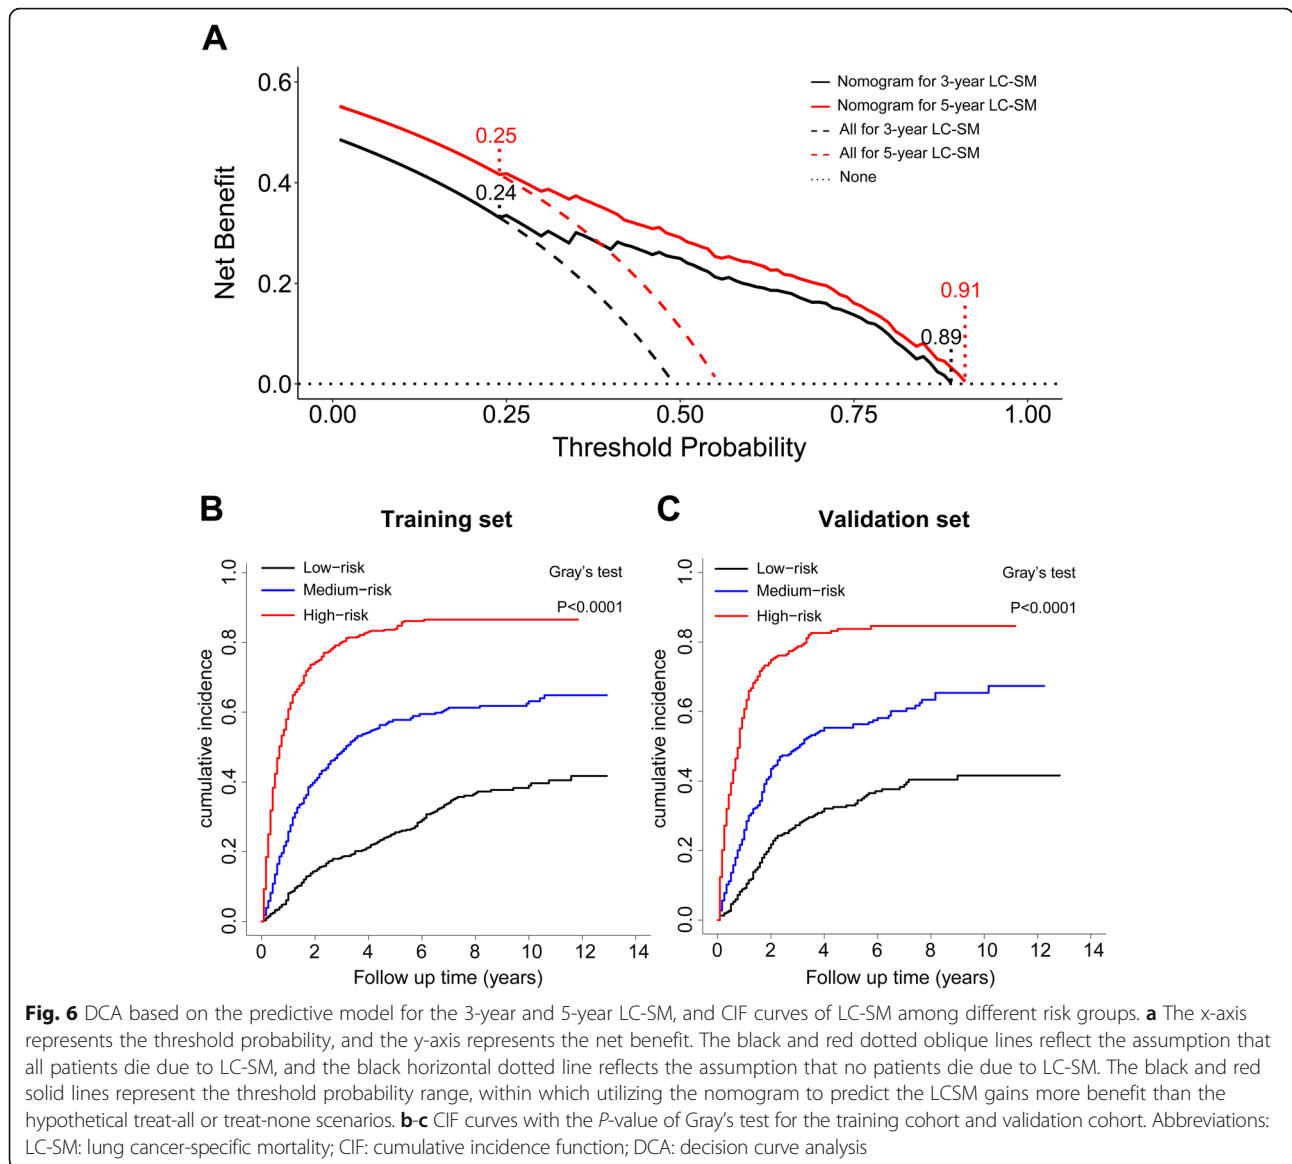 A
Net Benefit
0.6
0.4
0.2
0.0
0.25
0.24
0.91
0.89
Nomogram for 3-year LC-SM
Nomogram for 5-year LC-SM
All for 3-year LC-SM
All for 5-year LC-SM
None
0.00 0.25 0.50 0.75 1.00
Threshold Probability
B
Training set
cumulative incidence
1.0
0.8
0.6
0.4
0.2
0.0
Low−risk
Medium−risk
High−risk
Gray's test
P<0.0001
0 2 4 6 8 10 12 14
Follow up time (years)
C
Validation set
cumulative incidence
1.0
0.8
0.6
0.4
0.2
0.0
Low−risk
Medium−risk
High−risk
Gray's test
P<0.0001
0 2 4 6 8 10 12 14
Follow up time (years)
Fig. 6 DCA based on the predictive model for the 3-year and 5-year LC-SM, and CIF curves of LC-SM among different risk groups. a The x-axis
represents the threshold probability, and the y-axis represents the net benefit. The black and red dotted oblique lines reflect the assumption that
all patients die due to LC-SM, and the black horizontal dotted line reflects the assumption that no patients die due to LC-SM. The black and red
solid lines represent the threshold probability range, within which utilizing the nomogram to predict the LCSM gains more benefit than the
hypothetical treat-all or treat-none scenarios. b-c CIF curves with the P-value of Gray's test for the training cohort and validation cohort. Abbreviations:
LC-SM: lung cancer-specific mortality; CIF: cumulative incidence function; DCA: decision curve analysis